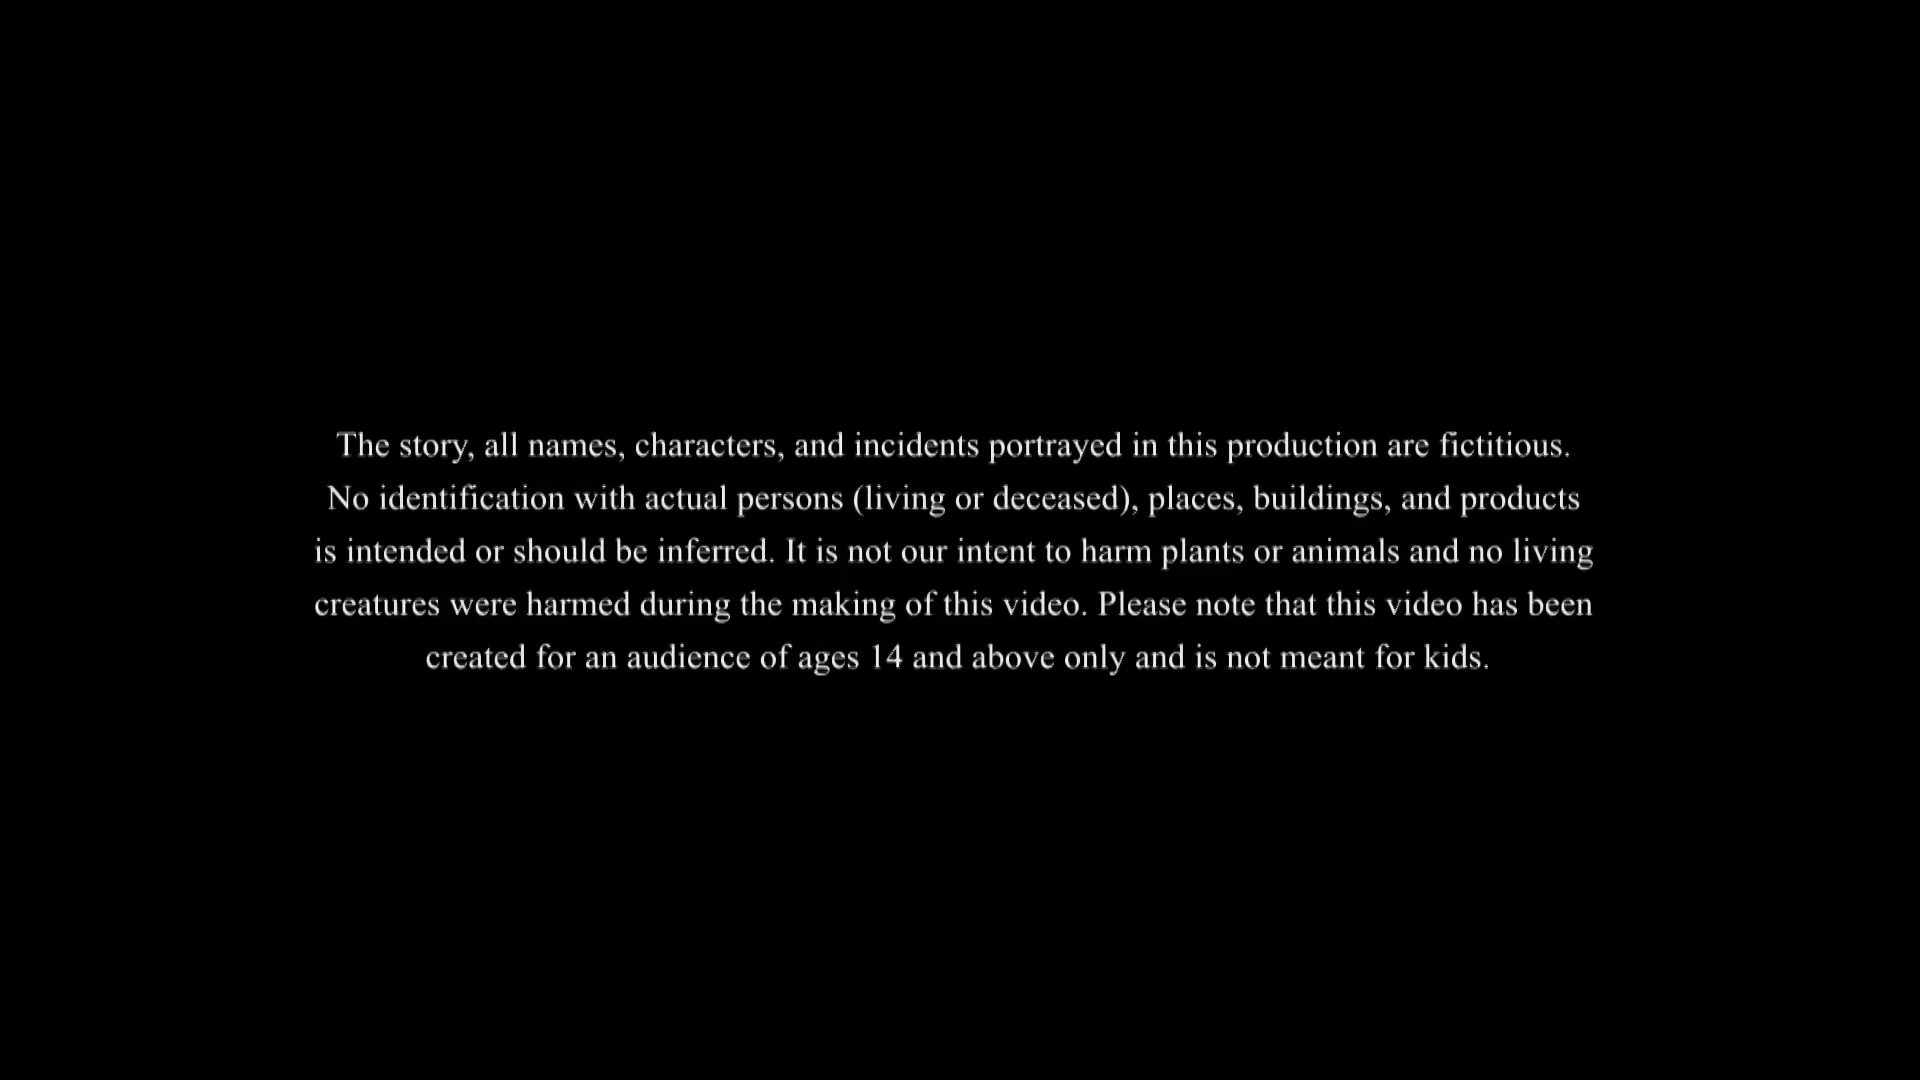 The story, all names, characters, and incidents portrayed in this production are fictitious.
No identification with actual persons (living or deceased), places, buildings, and products
is intended or should be inferred. It is not our intent to harm plants or animals and no living
creatures were harmed during the making of this video. Please note that this video has been
created for an audience of ages 14 and above only and is not meant for kids.